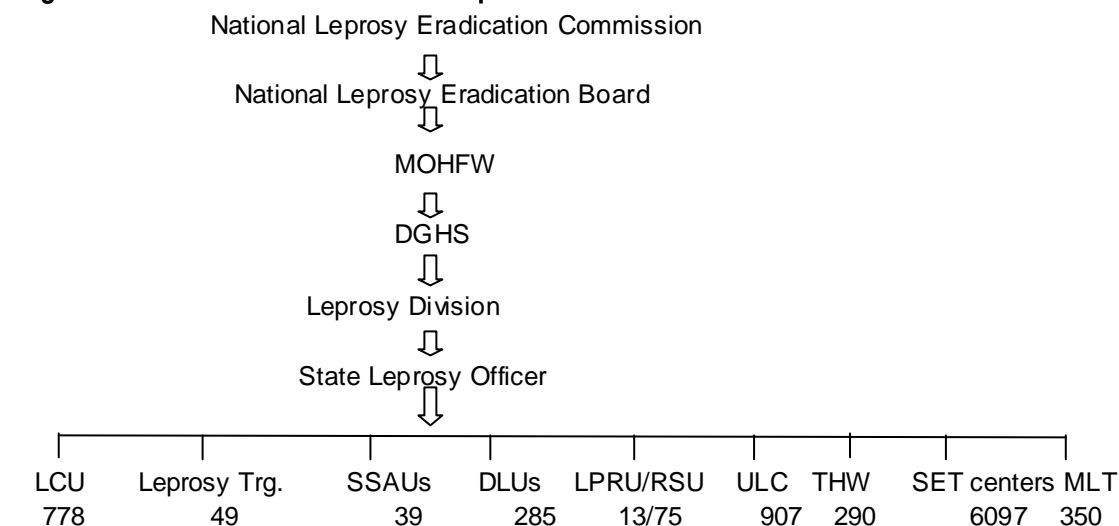 National Leprosy Eradication Commission
National Leprosy Eradication Board
MOHFW
DGHS
Leprosy Division
State Leprosy Officer
LCU Leprosy Trg. SSAUs DLUs LPRU/RSU ULC THW SET centers MLT
778 49 39 285 13/75 907 290 6097 350